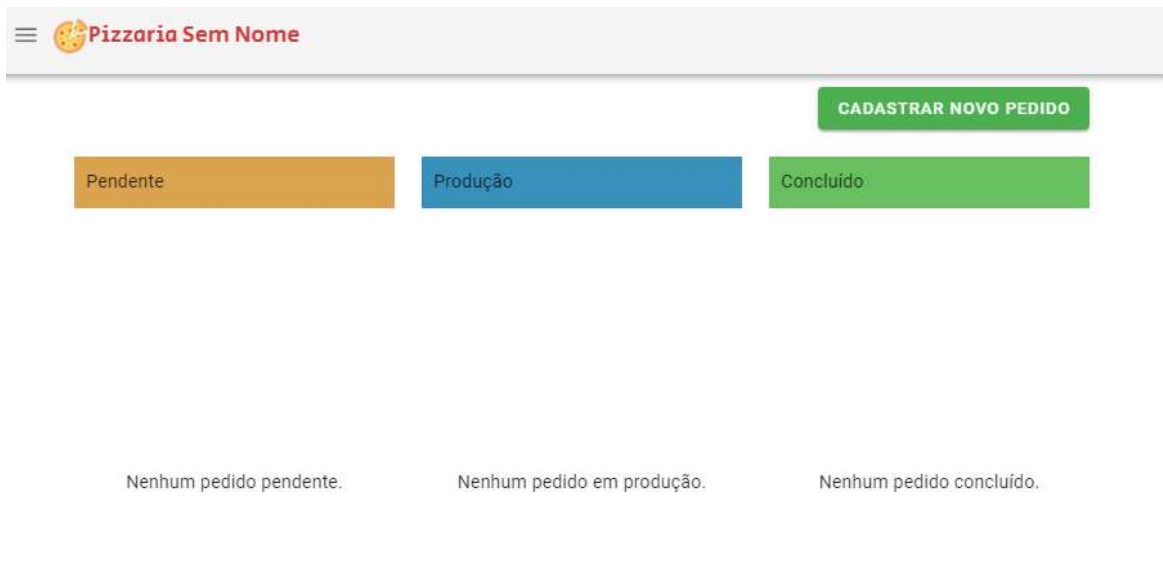 Pizzaria Sem Nome
CADASTRAR NOVO PEDIDO
Pendente
Produção
Concluído
Nenhum pedido pendente.
Nenhum pedido em produção.
Nenhum pedido concluído.